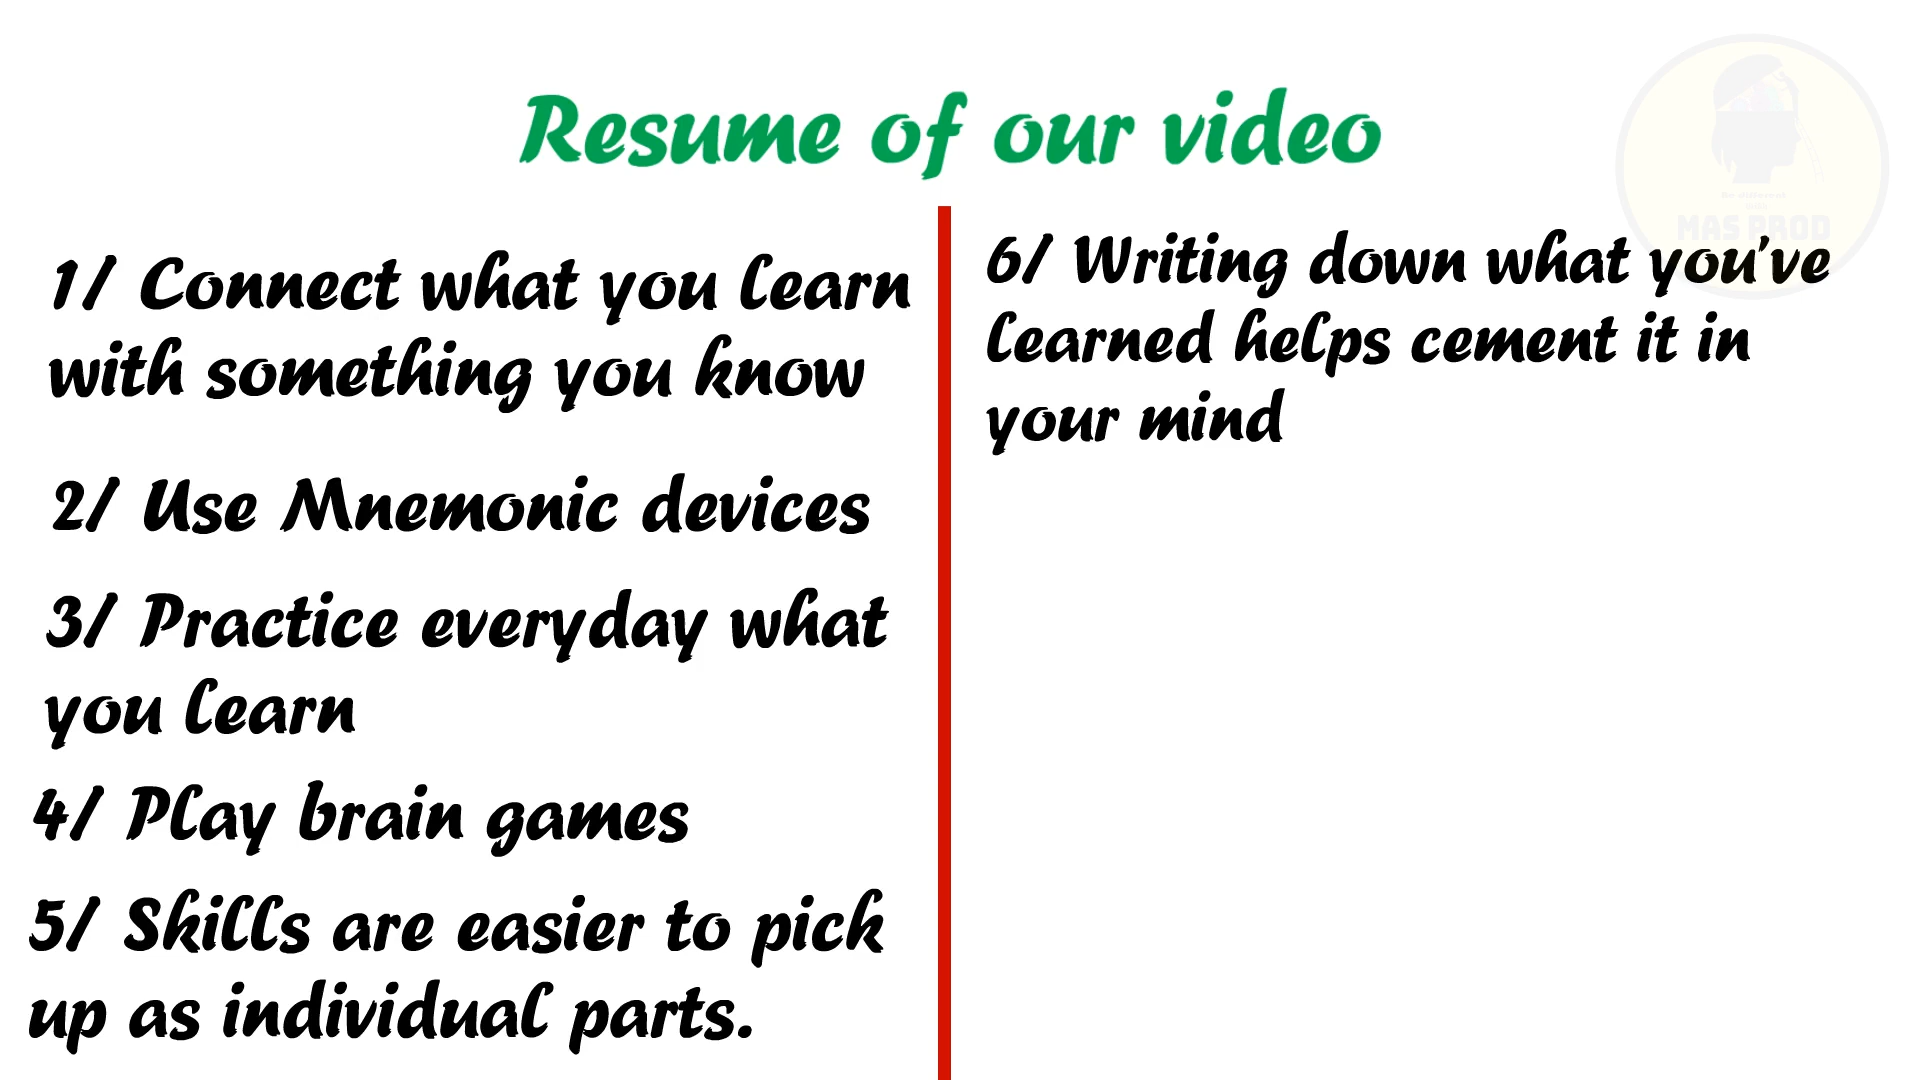 Resume of our video
1/ Connect what you learn
with something you know
2/ Use Mnemonic devices
3/ Practice everyday what
you learn
4/ Play brain games
5/ Skills are easier to pick
up as individual parts.
MAS PROD
6/ Writing down what you've
learned helps cement it in
your mind